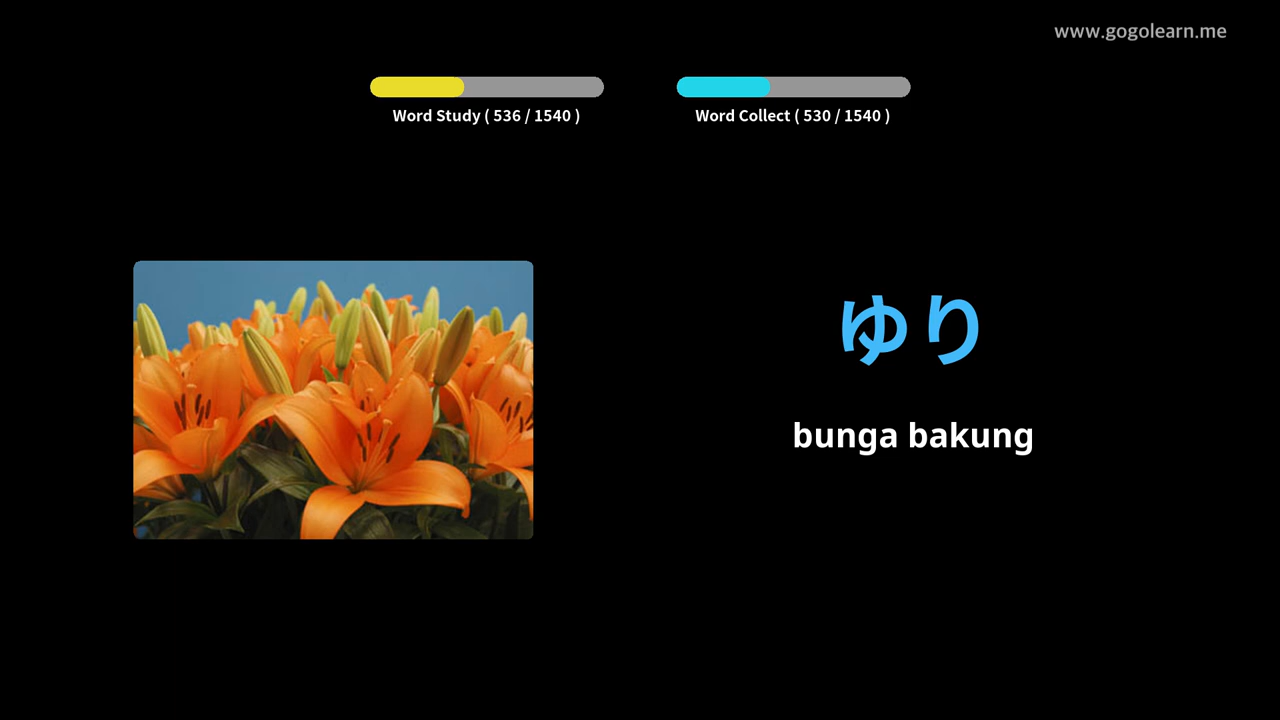 www.gogolearn.me
Word Study ( 536 / 1540 )
Word Collect ( 530 / 1540 )
ゆり
bunga bakung